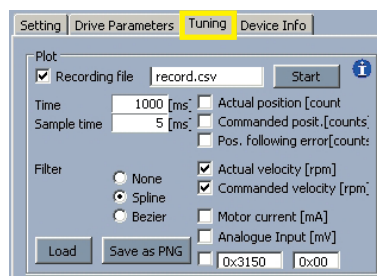 Setting Drive Parameters Tuning Device Info
Plot
Recording file record.csv Start
Time 1000 [ms] Actual position [count
Sample time 5 [ms] Commanded posit.[counts]
Pos. following error[counts
Filter None Actual velocity [rpm]
Spline Commanded velocity [rpm]
Bezier Motor current [mA]
Analogue Input [mV]
Load Save as PNG 0x3150 0x00